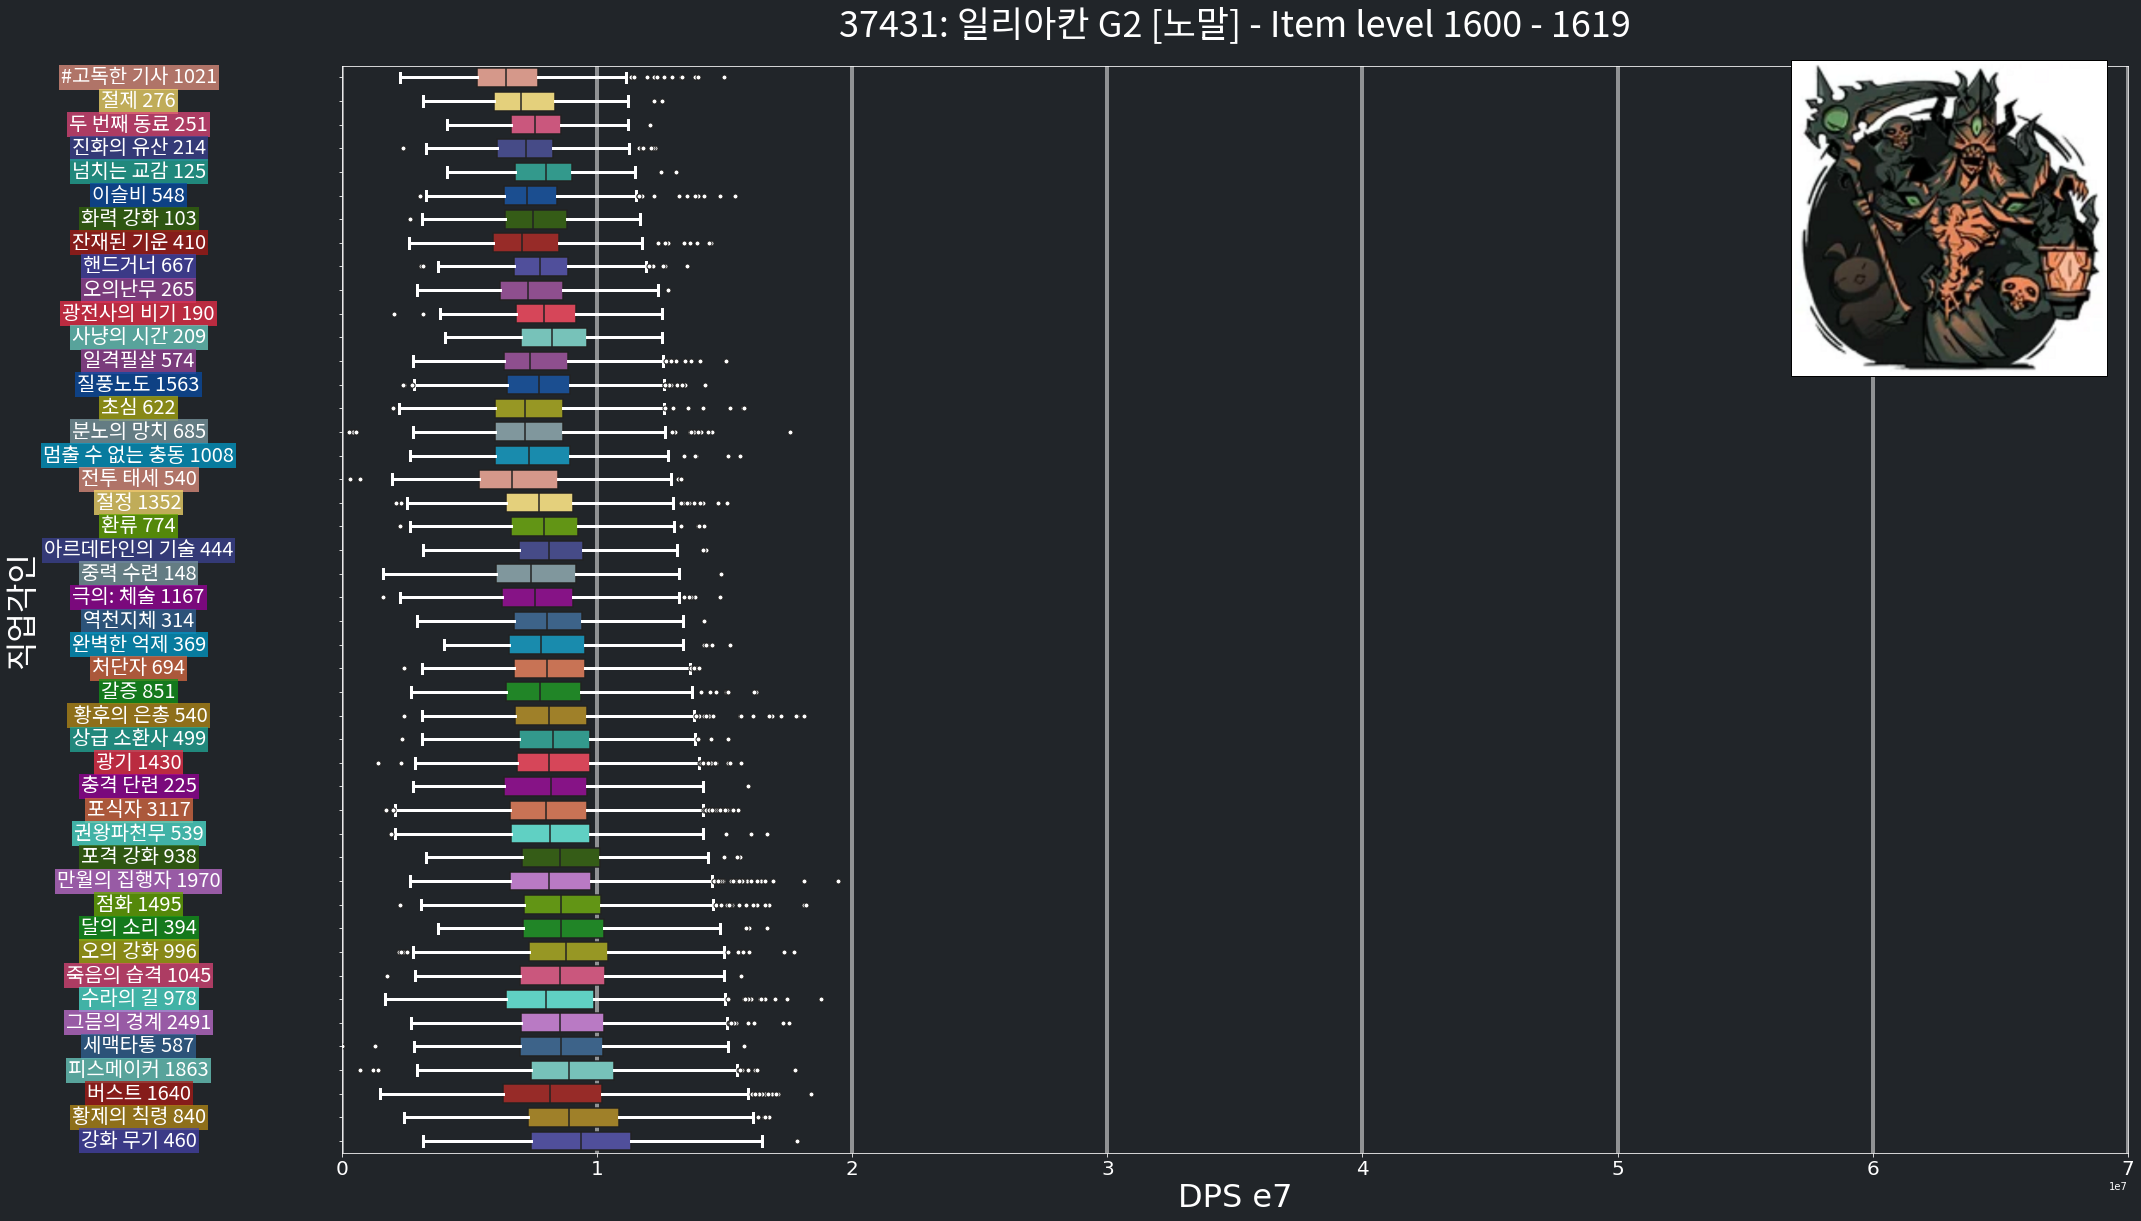 37431: 일리아칸 G2 [노말] - Item level 1600 - 1619
#고독한 기사 1021
절제 276
두 번째 동료 251
진화의 유산 214
넘치는 교감 125
이슬비 548
화력 강화 103
잔재된 기운 410
핸드거너 667
오의난무 265
광전사의 비기 190
사냥의 시간 209
일격필살 574
질풍노도 1563
초심 622
분노의 망치 685
멈출 수 없는 충동 1008
전투 태세 540
절정 1352
환류 774
아르데타인의 기술 444
중력 수련 148
극의: 체술 1167
역천지체 314
완벽한 억제 369
처단자 694
갈증 851
황후의 은총 540
상급 소환사 499
광기 1430
충격 단련 225
포식자 3117
권왕파천무 539
포격 강화 938
만월의 집행자 1970
점화 1495
달의 소리 394
오의 강화 996
죽음의 습격 1045
수라의 길 978
그믐의 경계 2491
세맥타통 587
피스메이커 1863
버스트 1640
황제의 칙령 840
강화 무기 460
직업각인
0 1 2 3 4 5 6 7
DPS e7
1e7